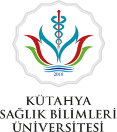 2018
KÜTAHYA
SAĞLIK BİLİMLERİ
ÜNİVERSİTESİ